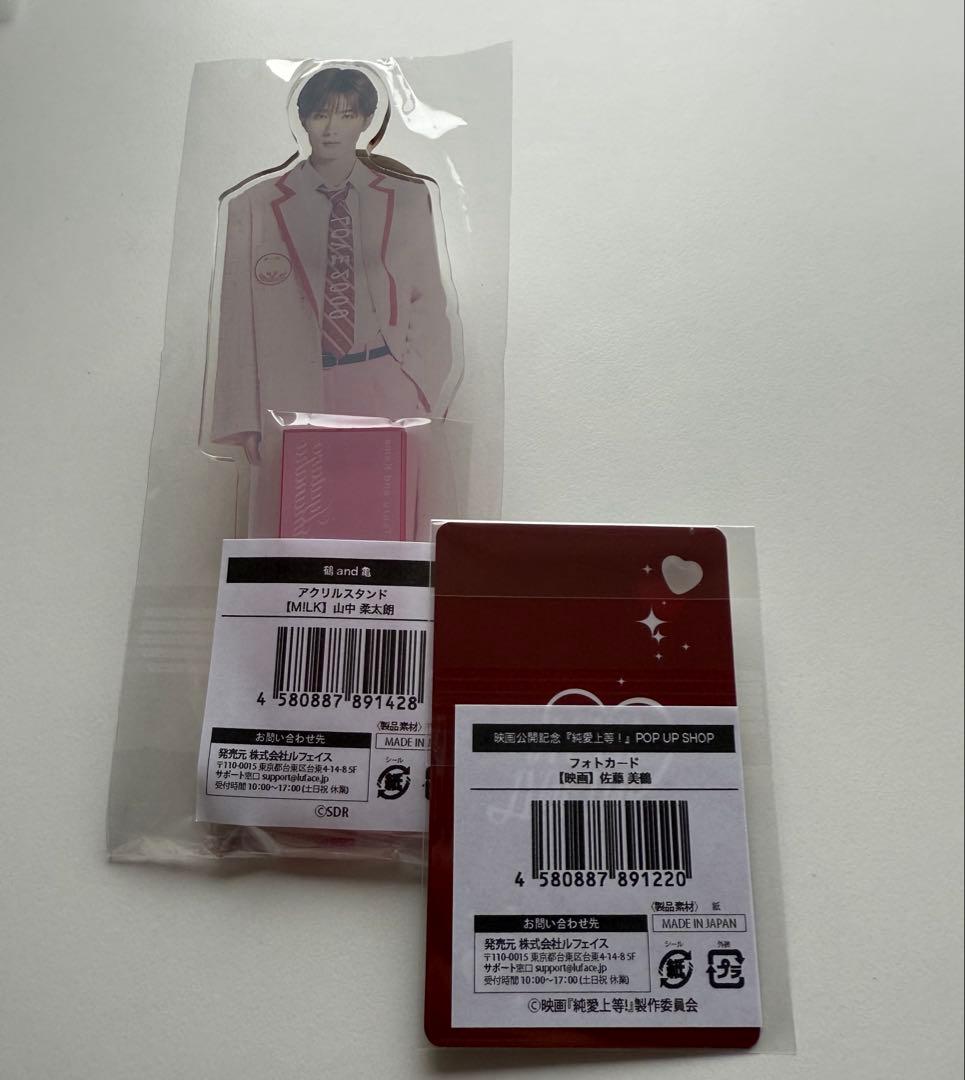 鶴and亀
アクリルスタンド
【M!LK】山中 柔太朗
4 580887 891428
〈製品素材〉
お問い合わせ先
MADE IN J
発売元 株式会社ルフェイス
〒110-0015 東京都台東区台東4-14-8 5F
サポート窓口 support@luface.jp
受付時間 10:00〜17:00 (土日祝 休業)
シール
紙
©SDR
映画公開記念『純愛上等!』POP UP SHOP
フォトカード
【映画】佐藤 美鶴
4 580887 891220
〈製品素材〉 紙
お問い合わせ先
MADE IN JAPAN
発売元 株式会社ルフェイス
〒110-0015 東京都台東区台東4-14-8 5F
サポート窓口 support@luface.jp
受付時間 10:00〜17:00 (土日祝 休業)
シール
紙
外袋
プラ
©映画『純愛上等!』製作委員会